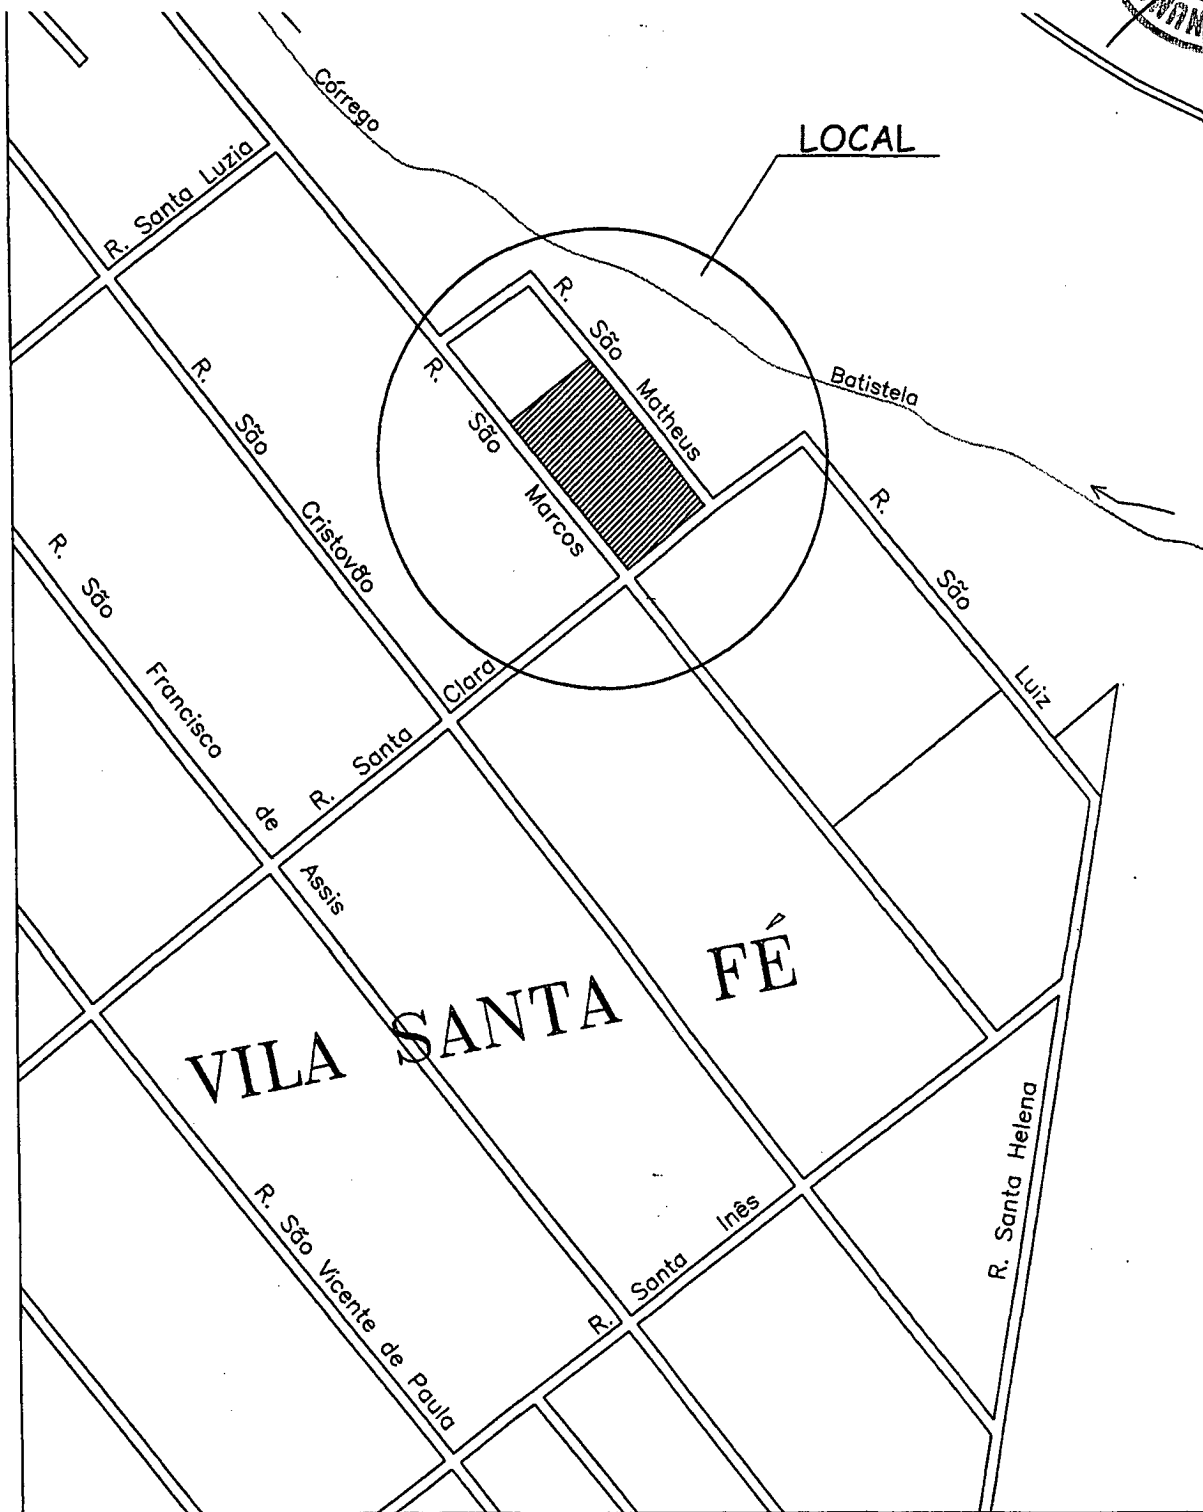 Córrego
LOCAL
R. Santa Luzia
R. São Matheus
R. São Marcos
Batistela
R. São Cristovão
R. São Luiz
R. São Francisco de Assis
R. Santa Clara
VILA SANTA FÉ
R. Santa Helena
R. Santa Inês
R. São Vicente de Paula